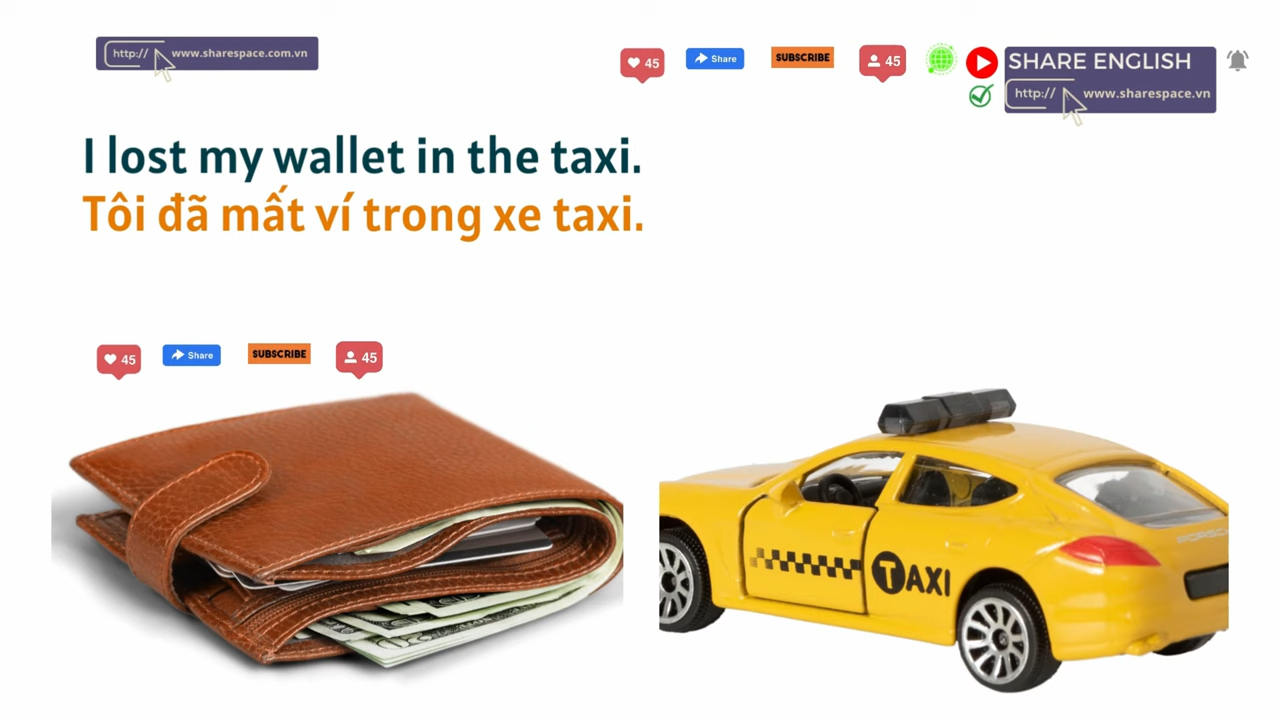 http:// www.sharespace.com.vn
45 Share SUBSCRIBE 45 SHARE ENGLISH
http:// www.sharespace.vn
I lost my wallet in the taxi.
Tôi đã mất ví trong xe taxi.
45 Share SUBSCRIBE 45
TAXI